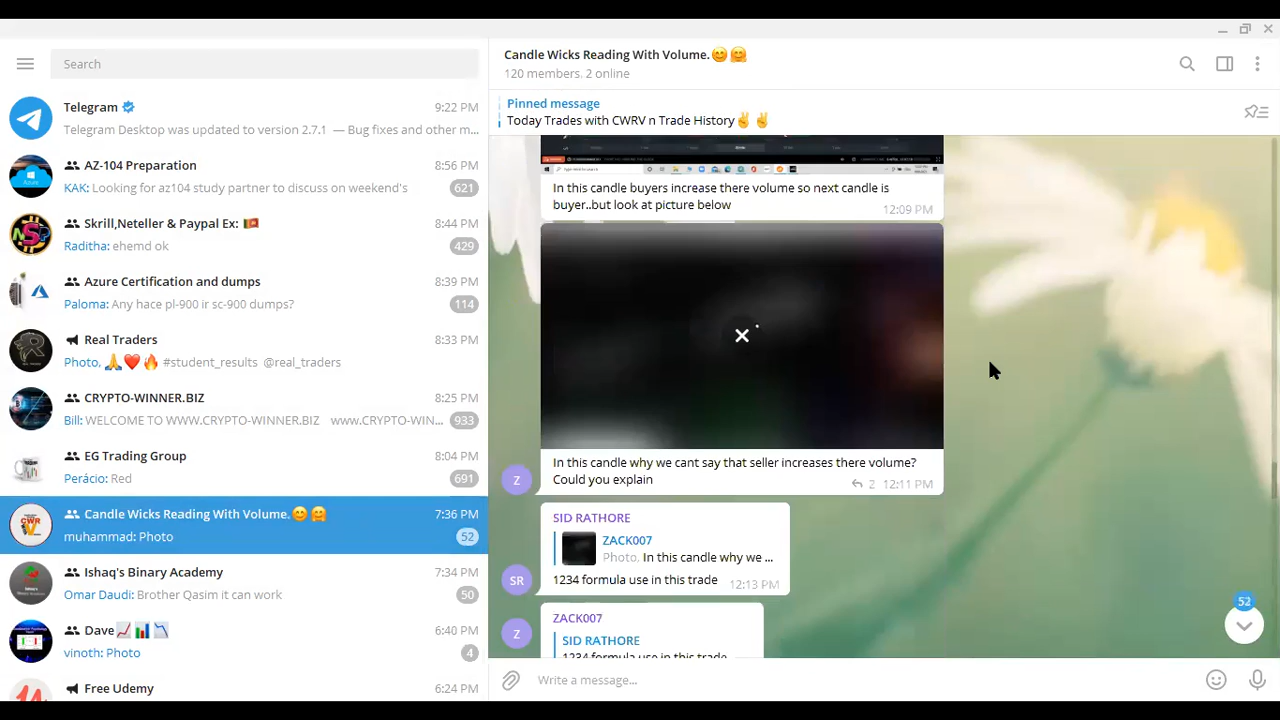 Search
Telegram
9:22 PM
Telegram Desktop was updated to version 2.7.1 — Bug fixes and other m...
AZ-104 Preparation
8:56 PM
KAK: Looking for az104 study partner to discuss on weekend's
621
Skrill,Neteller & Paypal Ex: 🇱🇰
8:44 PM
Raditha: ehemd ok
429
Azure Certification and dumps
8:39 PM
Paloma: Any hace pl-900 ir sc-900 dumps?
114
Real Traders
8:33 PM
Photo, 🙏❤️🔥 #student_results @real_traders
CRYPTO-WINNER.BIZ
8:25 PM
Bill: WELCOME TO WWW.CRYPTO-WINNER.BIZ www.CRYPTO-WIN...
933
EG Trading Group
8:04 PM
Perácio: Red
691
Candle Wicks Reading With Volume.😊🤗
7:36 PM
muhammad: Photo
52
Ishaq's Binary Academy
7:34 PM
Omar Daudi: Brother Qasim it can work
50
Dave📈📊📉
6:40 PM
vinoth: Photo
4
Free Udemy
6:24 PM
Candle Wicks Reading With Volume.😊🤗
120 members, 2 online
Pinned message
Today Trades with CWRV n Trade History✌️✌️
In this candle buyers increase there volume so next candle is
buyer..but look at picture below
12:09 PM
In this candle why we cant say that seller increases there volume?
Could you explain
2 12:11 PM
Z
SID RATHORE
ZACK007
Photo, In this candle why we ...
1234 formula use in this trade
12:13 PM
SR
ZACK007
SID RATHORE
1234 formula use in this trade
Z
52
Write a message...